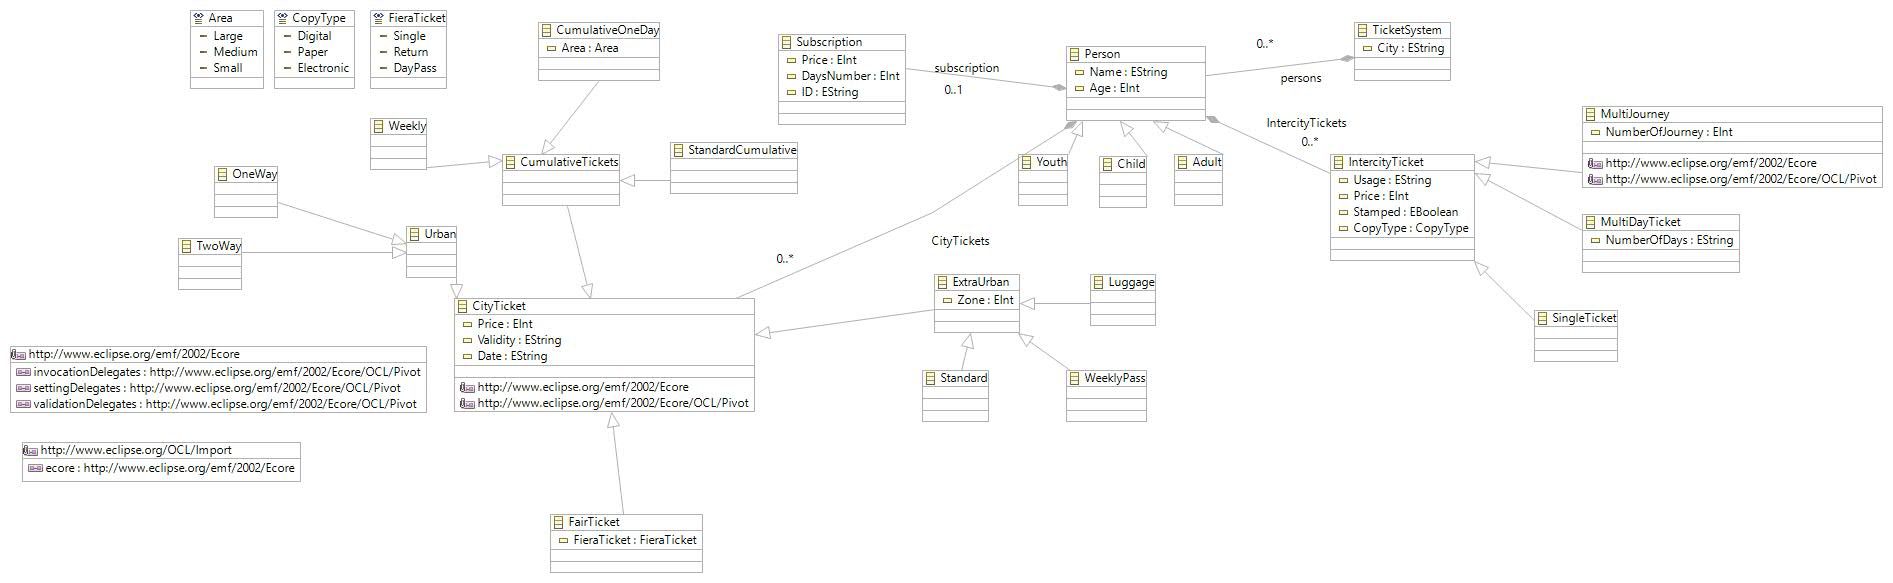 Area
Large
Medium
Small
CopyType
Digital
Paper
Electronic
FieraTicket
Single
Return
DayPass
CumulativeOneDay
Area : Area
Subscription
Price : EInt
DaysNumber : EInt
ID : EString
subscription
0..1
Person
Name : EString
Age : EInt
0..*
persons
TicketSystem
City : EString
Weekly
CumulativeTickets
StandardCumulative
OneWay
TwoWay
Urban
Youth
Child
Adult
IntercityTickets
0..*
IntercityTicket
Usage : EString
Price : EInt
Stamped : EBoolean
CopyType : CopyType
MultiJourney
NumberOfJourney : EInt
http://www.eclipse.org/emf/2002/Ecore
http://www.eclipse.org/emf/2002/Ecore/OCL/Pivot
MultiDayTicket
NumberOfDays : EString
SingleTicket
CityTickets
0..*
CityTicket
Price : EInt
Validity : EString
Date : EString
http://www.eclipse.org/emf/2002/Ecore
http://www.eclipse.org/emf/2002/Ecore/OCL/Pivot
ExtraUrban
Zone : EInt
Luggage
Standard
WeeklyPass
http://www.eclipse.org/emf/2002/Ecore
invocationDelegates : http://www.eclipse.org/emf/2002/Ecore/OCL/Pivot
settingDelegates : http://www.eclipse.org/emf/2002/Ecore/OCL/Pivot
validationDelegates : http://www.eclipse.org/emf/2002/Ecore/OCL/Pivot
http://www.eclipse.org/OCL/Import
ecore : http://www.eclipse.org/emf/2002/Ecore
FairTicket
FieraTicket : FieraTicket